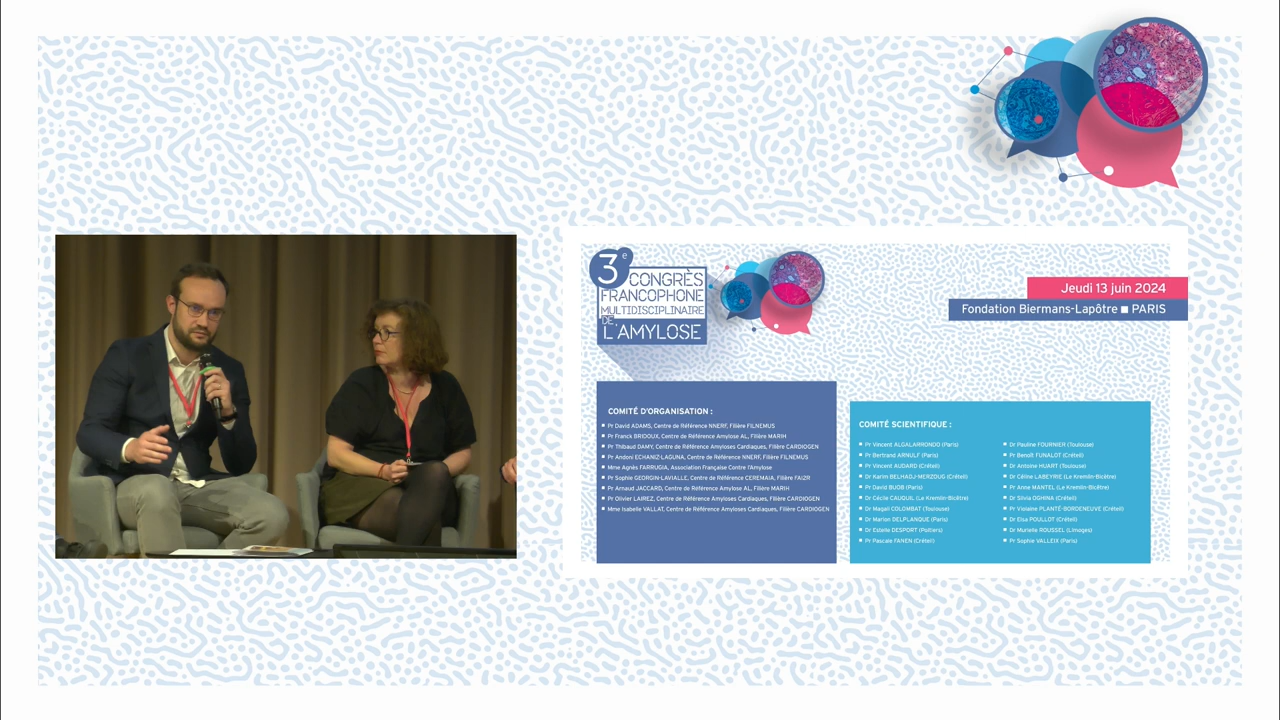 3e CONGRÈS
FRANCOPHONE
MULTIDISCIPLINAIRE
DE
L'AMYLOSE
Jeudi 13 juin 2024
Fondation Biermans-Lapôtre ■ PARIS
COMITÉ D'ORGANISATION :
Pr David ADAMS, Centre de Référence NNERF, Filière FILNEMUS
Pr Franck BRIDOUX, Centre de Référence Amylose AL, Filière MARIH
Pr Thibaud DAMY, Centre de Référence Amyloses Cardiaques, Filière CARDIOGEN
Pr Andoni ECHANIZ-LAGUNA, Centre de Référence NNERF, Filière FILNEMUS
Mme Agnès FARRUGIA, Association Française Contre l'Amylose
Pr Sophie GEORGIN-LAVIALLE, Centre de Référence CEREMAIA, Filière FAI2R
Pr Arnaud JACCARD, Centre de Référence Amylose AL, Filière MARIH
Pr Olivier LAIREZ, Centre de Référence Amyloses Cardiaques, Filière CARDIOGEN
Mme Isabelle VALLAT, Centre de Référence Amyloses Cardiaques, Filière CARDIOGEN
COMITÉ SCIENTIFIQUE :
Pr Vincent ALGALARRONDO (Paris)
Pr Bertrand ARNULF (Paris)
Pr Vincent AUDARD (Créteil)
Dr Karim BELHADJ-MERZOUG (Créteil)
Pr David BUOB (Paris)
Dr Cécile CAUQUIL (Le Kremlin-Bicêtre)
Dr Magali COLOMBAT (Toulouse)
Dr Marion DELPLANQUE (Paris)
Dr Estelle DESPORT (Poitiers)
Pr Pascale FANEN (Créteil)
Dr Pauline FOURNIER (Toulouse)
Pr Benoît FUNALOT (Créteil)
Dr Antoine HUART (Toulouse)
Dr Céline LABEYRIE (Le Kremlin-Bicêtre)
Pr Anne MANTEL (Le Kremlin-Bicêtre)
Dr Silvia OGHINA (Créteil)
Pr Violaine PLANTÉ-BORDENEUVE (Créteil)
Dr Elsa POULLOT (Créteil)
Dr Murielle ROUSSEL (Limoges)
Pr Sophie VALLEIX (Paris)